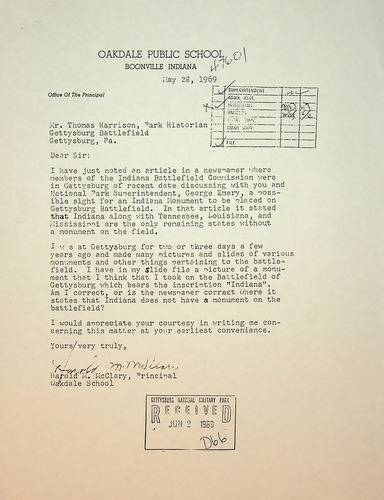 OAKDALE PUBLIC SCHOOL
BOONVILLE INDIANA
#7601
May 28, 1969
Office Of The Principal
SUPERINTENDENT
FILE
Mr. Thomas Harrison, Park Historian
Gettysburg Battlefield
Gettysburg, Pa.
Dear Sir:
I have just noted an article in a newspaper where
members of the Indiana Battlefield Commission were
in Gettysburg of recent date discussing with you and
National Park Superintendent, George Emery, a poss-
ible sight for an Indiana Monument to be placed on
Gettysburg Battlefield. In that article it stated
that Indiana along with Tennessee, Louisiana, and
Mississippi are the only remaining states without
a monument on the field.
I was at Gettysburg for two or three days a few
years ago and made many pictures and slides of various
monuments and other things pertaining to the battle-
field. I have in my slide file a picture of a monu-
ment that I think that I took on the Battlefield of
Gettysburg which bears the inscription "Indiana".
Am I correct, or is the newspaper correct where it
states that Indiana does not have a monument on the
battlefield?
I would appreciate your courtesy in writing me con-
cerning this matter at your earliest convenience.
Yours very truly,
Harold M. McClary
Harold M. McClary, Principal
Oakdale School
GETTYSBURG NATIONAL MILITARY PARK
RECEIVED
JUN 2 1969
D66